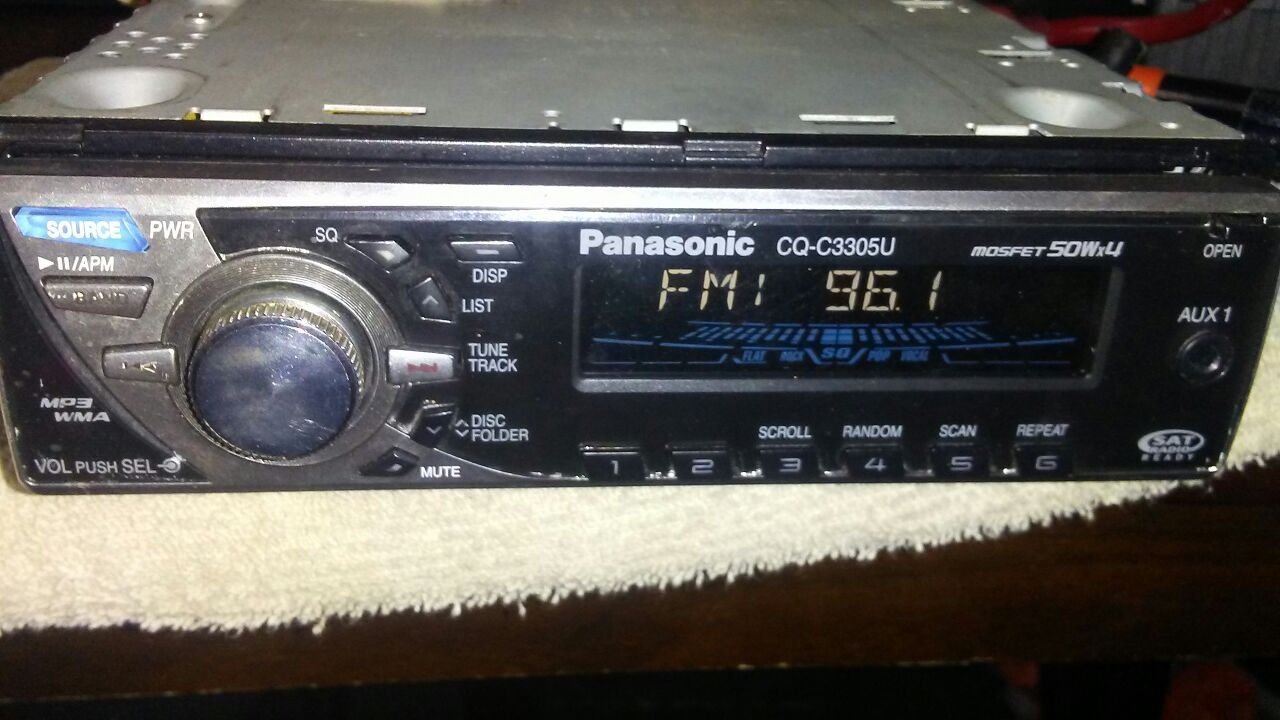 SOURCE PWR
►II/APM
SQ
DISP
LIST
TUNE
TRACK
DISC
FOLDER
MUTE
MP3
WMA
VOL PUSH SEL
Panasonic CQ-C3305U MOSFET 50Wx4
OPEN
FM1 96.1
FLAT ROCK SQ POP VOCAL
AUX 1
SCROLL RANDOM SCAN REPEAT
1 2 3 4 5 6
SAT
RADIO
READY